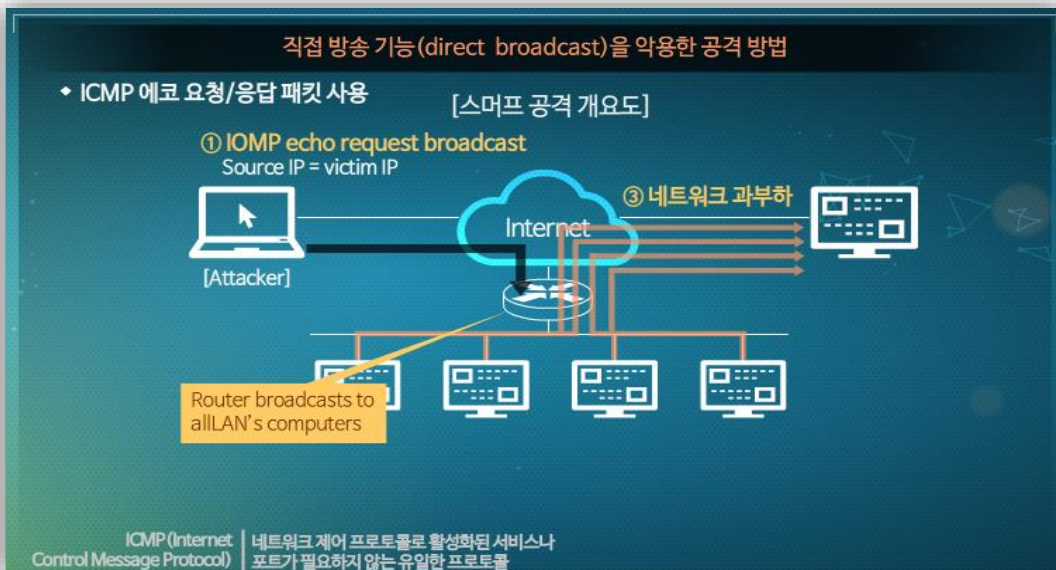 직접 방송 기능(direct broadcast)을 악용한 공격 방법
◆ ICMP 에코 요청/응답 패킷 사용
[스머프 공격 개요도]
① IOMP echo request broadcast
Source IP = victim IP
③ 네트워크 과부하
Internet
[Attacker]
Router broadcasts to
allLAN's computers
ICMP(Internet
Control Message Protocol)
네트워크 제어 프로토콜로 활성화된 서비스나
포트가 필요하지 않는 유일한 프로토콜